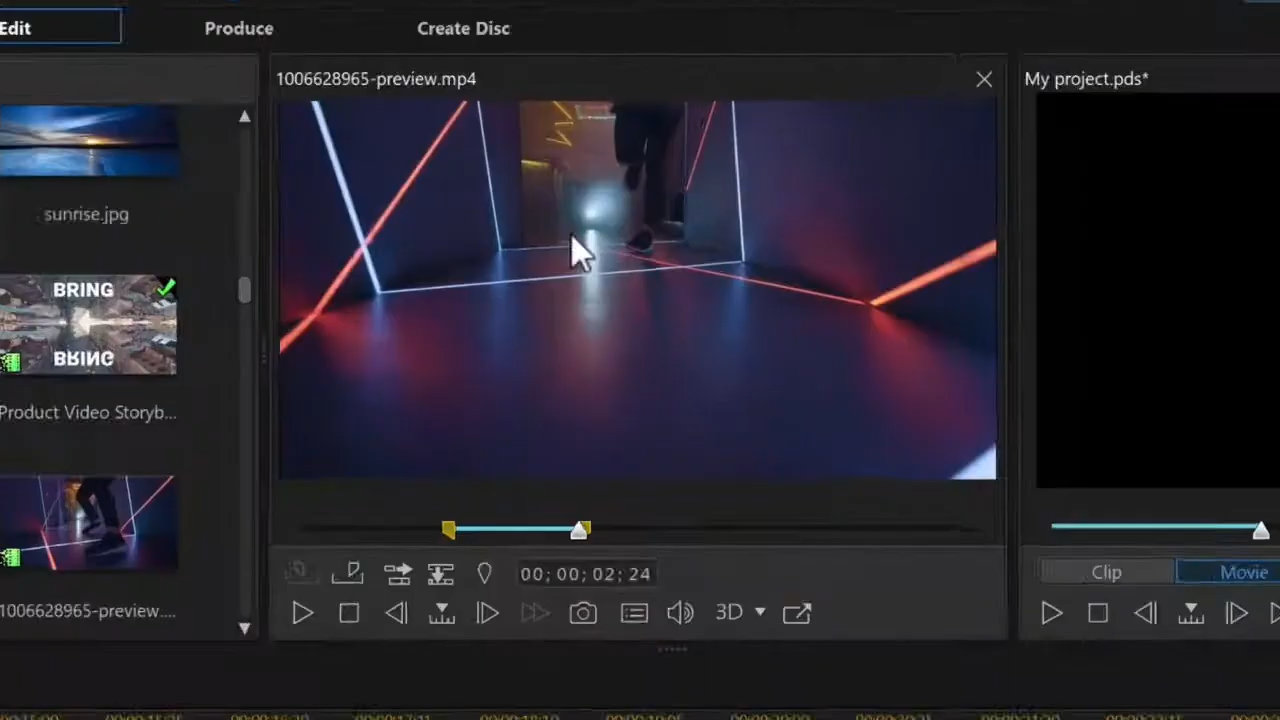 Edit
Produce
Create Disc
1006628965-preview.mp4
My project.pds*
sunrise.jpg
BRING
BRING
Product Video Storyb...
1006628965-preview....
00; 00; 02; 24
Clip
Movie
3D